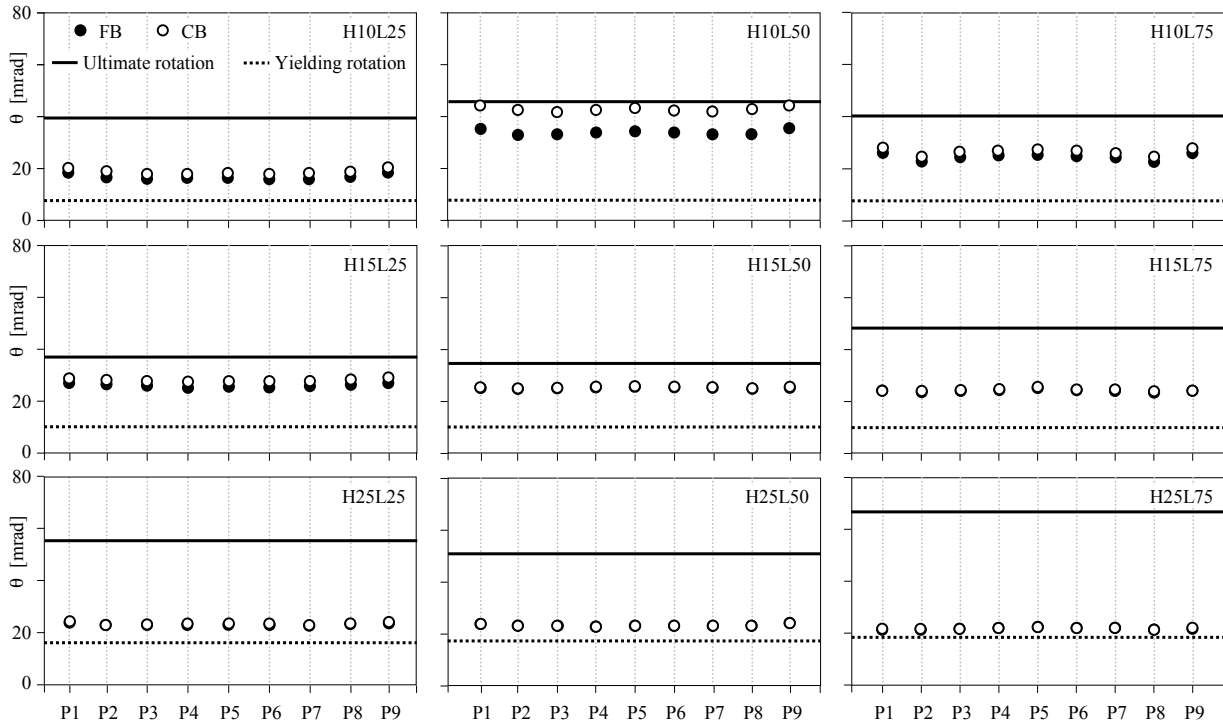 80
FB CB H10L25 H10L50 H10L75
Ultimate rotation Yielding rotation
θ [mrad]
20
0
80
H15L25 H15L50 H15L75
θ [mrad]
20
0
80
H25L25 H25L50 H25L75
θ [mrad]
20
0
P1 P2 P3 P4 P5 P6 P7 P8 P9 P1 P2 P3 P4 P5 P6 P7 P8 P9 P1 P2 P3 P4 P5 P6 P7 P8 P9